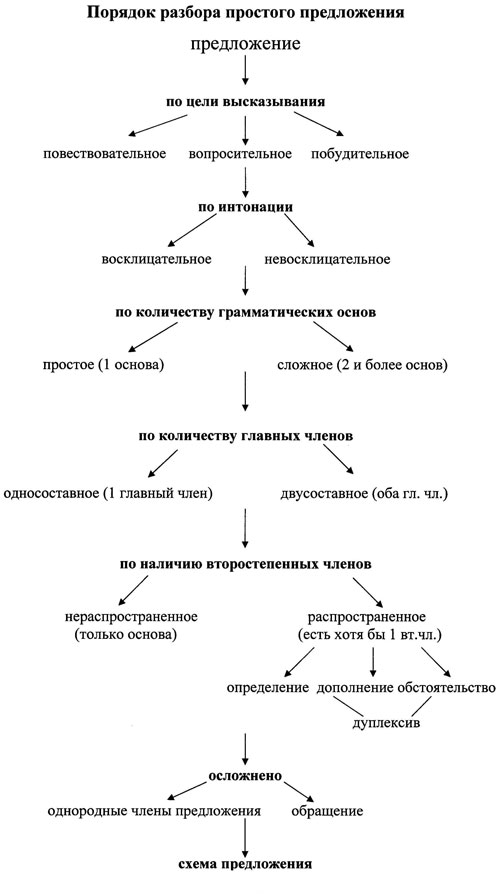 Порядок разбора простого предложения
предложение
по цели высказывания
повествовательное вопросительное побудительное
по интонации
восклицательное невосклицательное
по количеству грамматических основ
простое (1 основа) сложное (2 и более основ)
по количеству главных членов
односоставное (1 главный член) двусоставное (оба гл. чл.)
по наличию второстепенных членов
нераспространенное распространенное
(только основа) (есть хотя бы 1 вт.чл.)
определение дополнение обстоятельство
дуплексив
осложнено
однородные члены предложения обращение
схема предложения